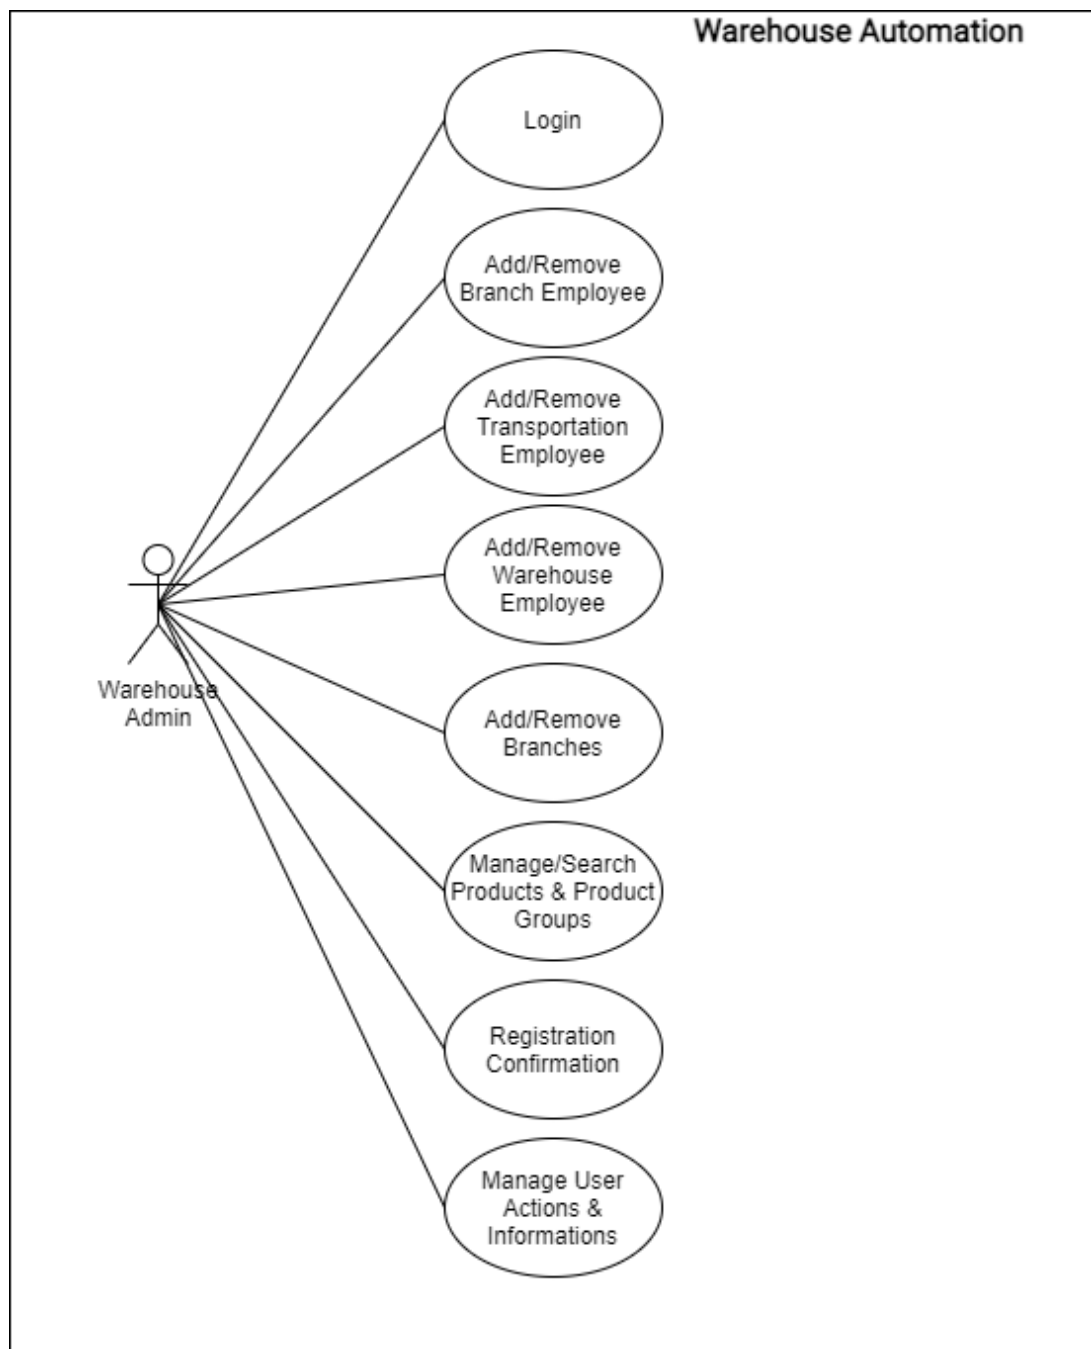 Warehouse Automation
Login
Add/Remove
Branch Employee
Add/Remove
Transportation
Employee
Add/Remove
Warehouse
Employee
Warehouse
Admin
Add/Remove
Branches
Manage/Search
Products & Product
Groups
Registration
Confirmation
Manage User
Actions &
Informations